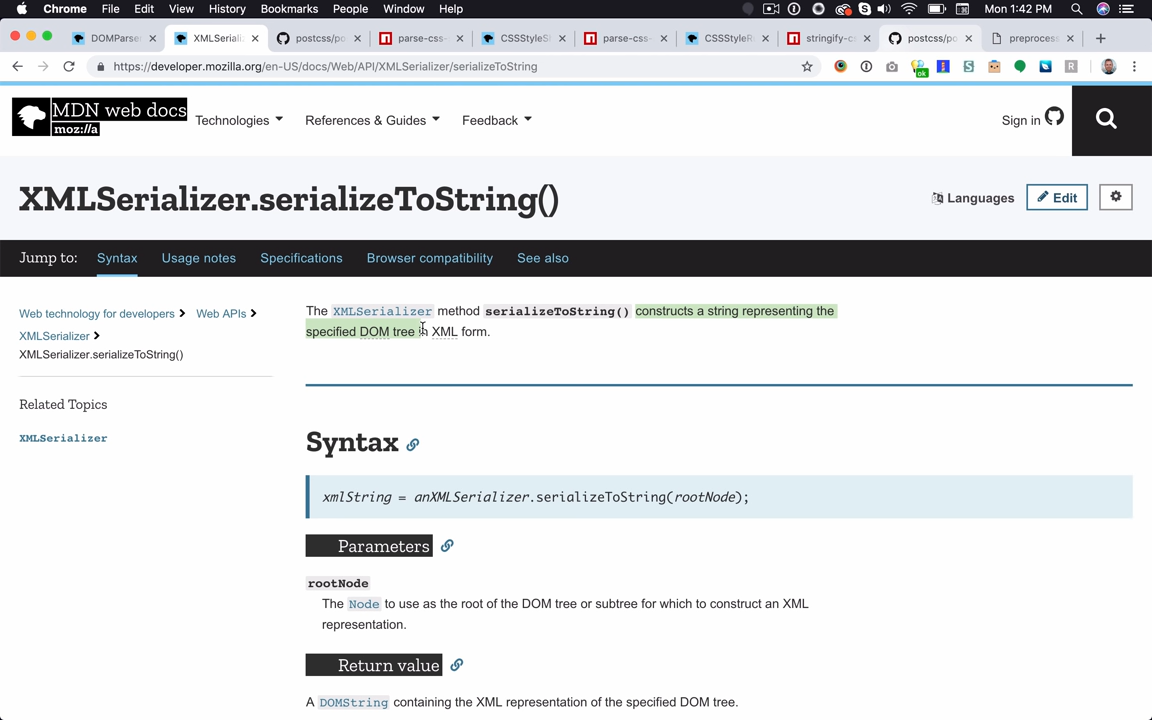 Chrome File Edit View History Bookmarks People Window Help Mon 1:42 PM
DOMParse XMLSeriali postcss/po parse-css- CSSStyleS parse-css- CSSStyleR stringify-c postcss/po preproces
https://developer.mozilla.org/en-US/docs/Web/API/XMLSerializer/serializeToString
ok
MDN web docs
moz://a
Technologies References & Guides Feedback Sign in
XMLSerializer.serializeToString()
Languages Edit
Jump to: Syntax Usage notes Specifications Browser compatibility See also
Web technology for developers Web APIs
XMLSerializer
XMLSerializer.serializeToString()
Related Topics
XMLSerializer
The XMLSerializer method serializeToString() constructs a string representing the
specified DOM tree in XML form.
Syntax
xmlString = anXMLSerializer.serializeToString(rootNode);
Parameters
rootNode
The Node to use as the root of the DOM tree or subtree for which to construct an XML
representation.
Return value
A DOMString containing the XML representation of the specified DOM tree.